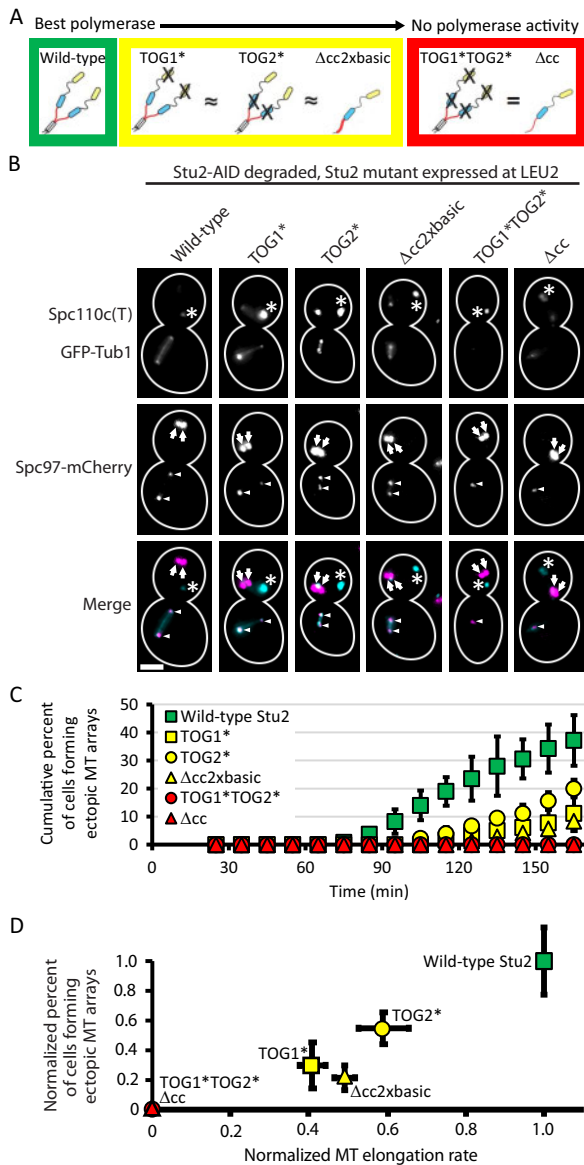 A
Best polymerase
No polymerase activity
Wild-type
TOG1*
TOG2*
Δcc2xbasic
TOG1*TOG2*
Δcc
≈
≈
=
B
Stu2-AID degraded, Stu2 mutant expressed at LEU2
Wild-type
TOG1*
TOG2*
Δcc2xbasic
TOG1*TOG2*
Δcc
Spc110c(T)
GFP-Tub1
Spc97-mCherry
Merge
* * * * * *
* * * * * *
C
Cumulative percent
of cells forming
ectopic MT arrays
50
40
30
20
10
0
Wild-type Stu2
TOG1*
TOG2*
Δcc2xbasic
TOG1*TOG2*
Δcc
30 60 90 120 150
Time (min)
D
Normalized percent
of cells forming
ectopic MT arrays
1.0
0.8
0.6
0.4
0.2
0
Wild-type Stu2
TOG2*
TOG1*
Δcc2xbasic
TOG1*TOG2*
Δcc
0 0.2 0.4 0.6 0.8 1.0
Normalized MT elongation rate